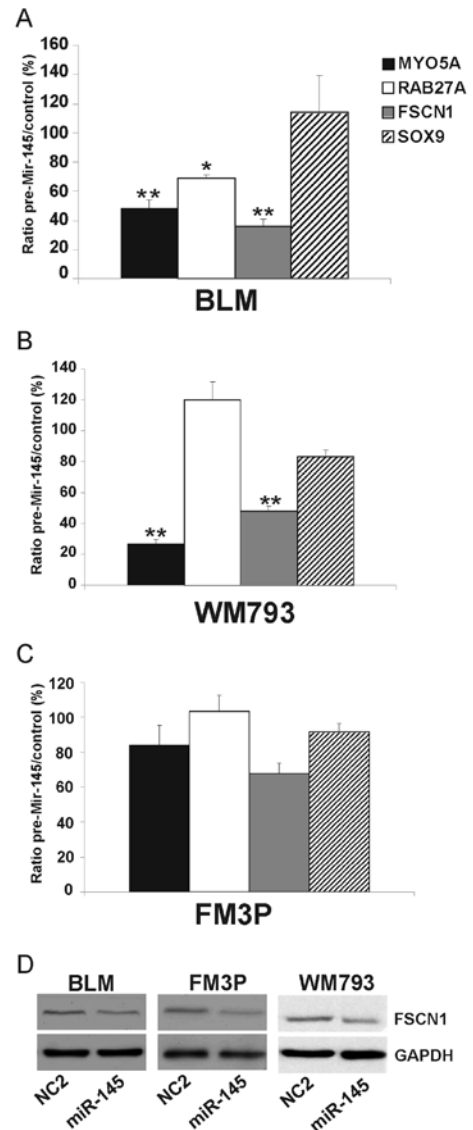 A
Ratio pre-Mir-145/control (%)
160
140
120
100
80
60
40
20
0
**
*
**
MYO5A
RAB27A
FSCN1
SOX9
BLM
B
Ratio pre-Mir-145/control (%)
140
120
100
80
60
40
20
0
**
**
WM793
C
Ratio pre-Mir-145/control (%)
120
100
80
60
40
20
0
FM3P
D
BLM FM3P WM793
FSCN1
GAPDH
NC2 miR-145 NC2 miR-145 NC2 miR-145